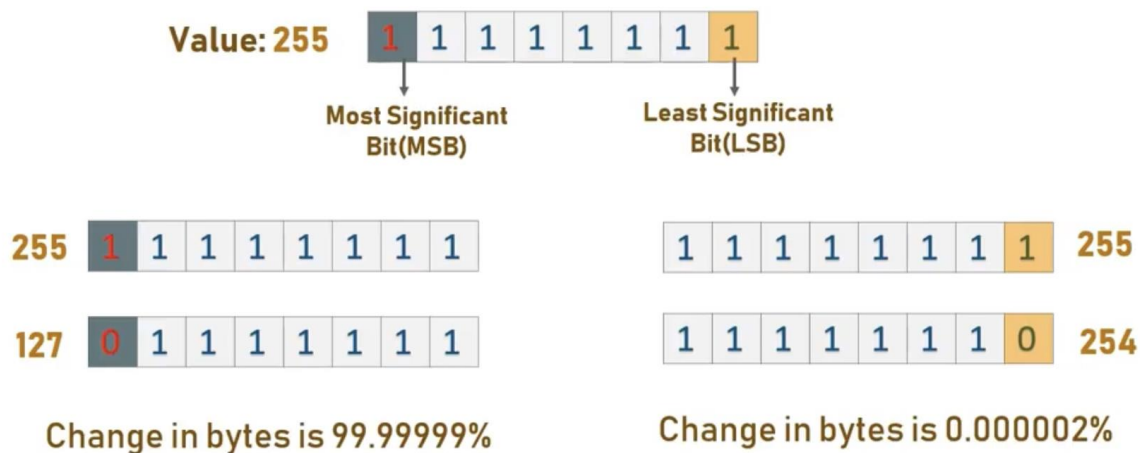 Value: 255 1 1 1 1 1 1 1 1
Most Significant
Bit(MSB)
Least Significant
Bit(LSB)
255 1 1 1 1 1 1 1 1
1 1 1 1 1 1 1 1 255
127 0 1 1 1 1 1 1 1
1 1 1 1 1 1 1 0 254
Change in bytes is 99.99999%
Change in bytes is 0.000002%